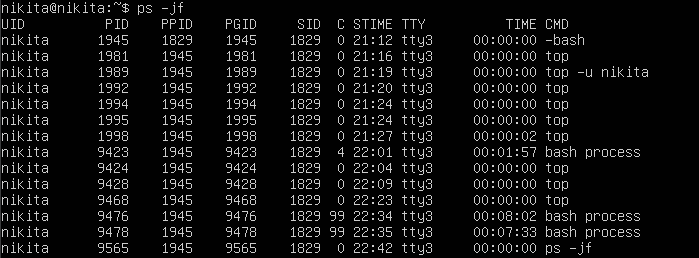 nikita@nikita:~$ ps -jf
UID        PID  PPID  PGID   SID  C STIME TTY          TIME CMD
nikita    1945  1829  1945  1829  0 21:12 tty3     00:00:00 -bash
nikita    1981  1945  1981  1829  0 21:16 tty3     00:00:00 top
nikita    1989  1945  1989  1829  0 21:19 tty3     00:00:00 top -u nikita
nikita    1992  1945  1992  1829  0 21:20 tty3     00:00:00 top
nikita    1994  1945  1994  1829  0 21:24 tty3     00:00:00 top
nikita    1995  1945  1995  1829  0 21:24 tty3     00:00:00 top
nikita    1998  1945  1998  1829  0 21:27 tty3     00:00:02 top
nikita    9423  1945  9423  1829  4 22:01 tty3     00:01:57 bash process
nikita    9424  1945  9424  1829  0 22:04 tty3     00:00:00 top
nikita    9428  1945  9428  1829  0 22:09 tty3     00:00:00 top
nikita    9468  1945  9468  1829  0 22:23 tty3     00:00:00 top
nikita    9476  1945  9476  1829 99 22:34 tty3     00:08:02 bash process
nikita    9478  1945  9478  1829 99 22:35 tty3     00:07:33 bash process
nikita    9565  1945  9565  1829  0 22:42 tty3     00:00:00 ps -jf